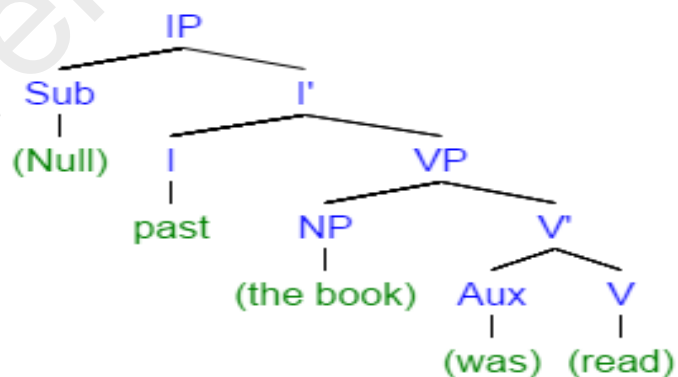 IP
Sub I'
(Null) I VP
past NP V'
(the book) Aux V
(was) (read)